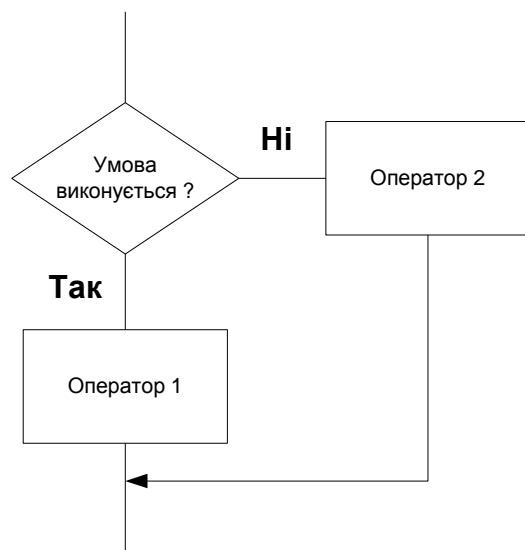 Умова
виконується ?
Ні
Оператор 2
Так
Оператор 1